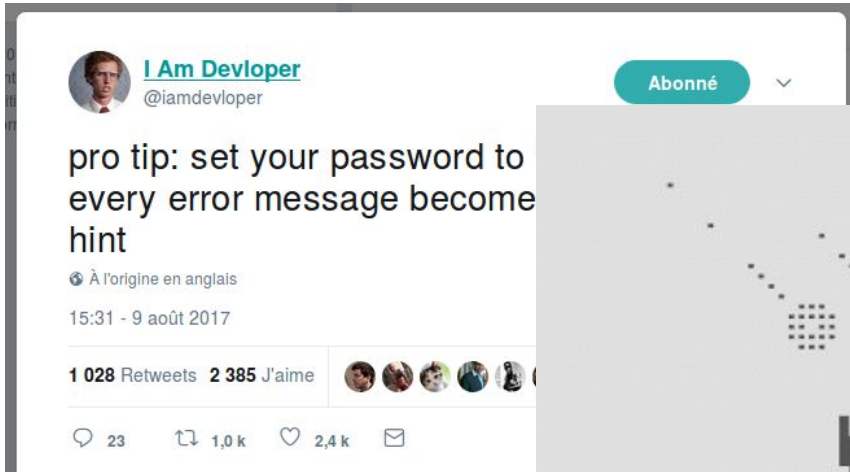 I Am Devloper
@iamdevloper
Abonné
pro tip: set your password to
every error message become
hint
À l'origine en anglais
15:31 - 9 août 2017
1 028 Retweets 2 385 J'aime
23 1,0 k 2,4 k